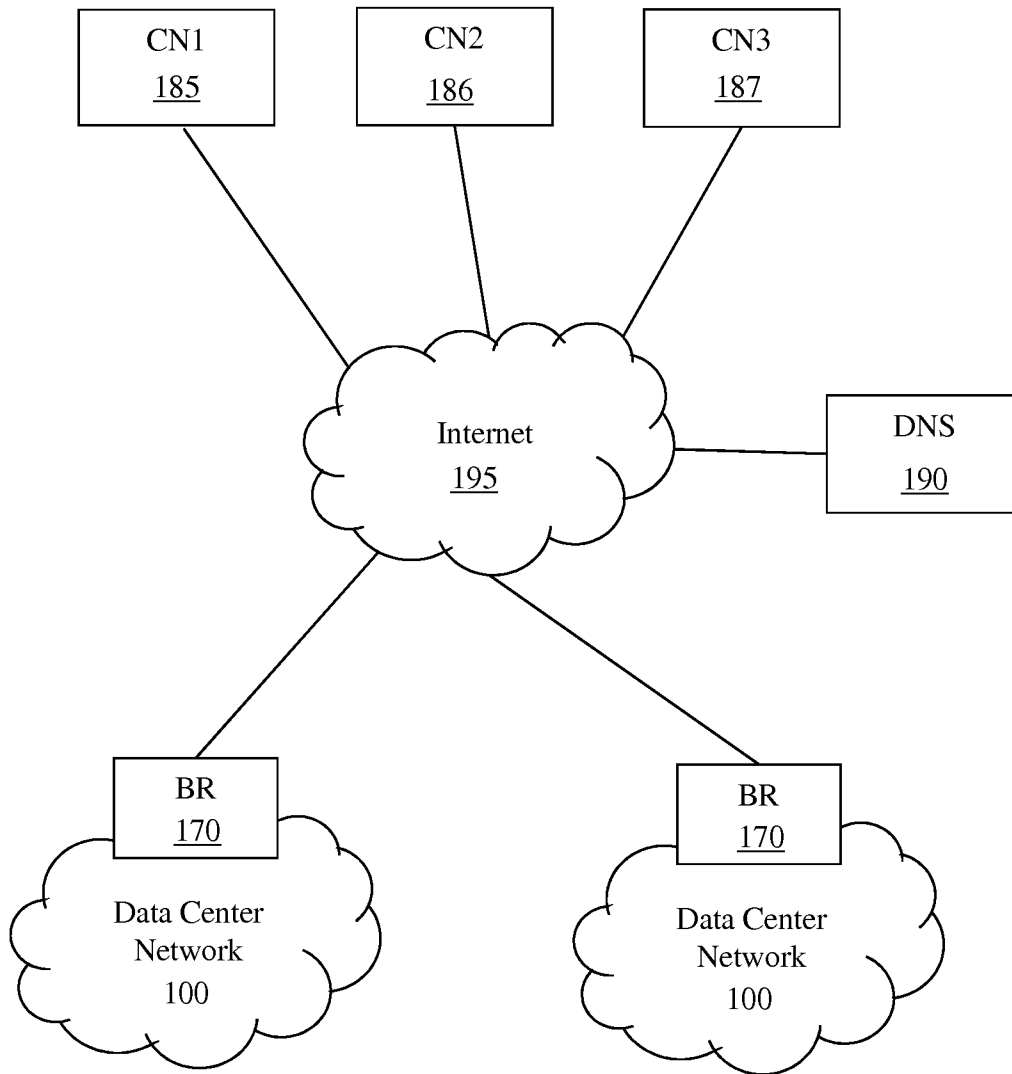 CN1
185
CN2
186
CN3
187
Internet
195
DNS
190
BR
170
Data Center
Network
100
BR
170
Data Center
Network
100